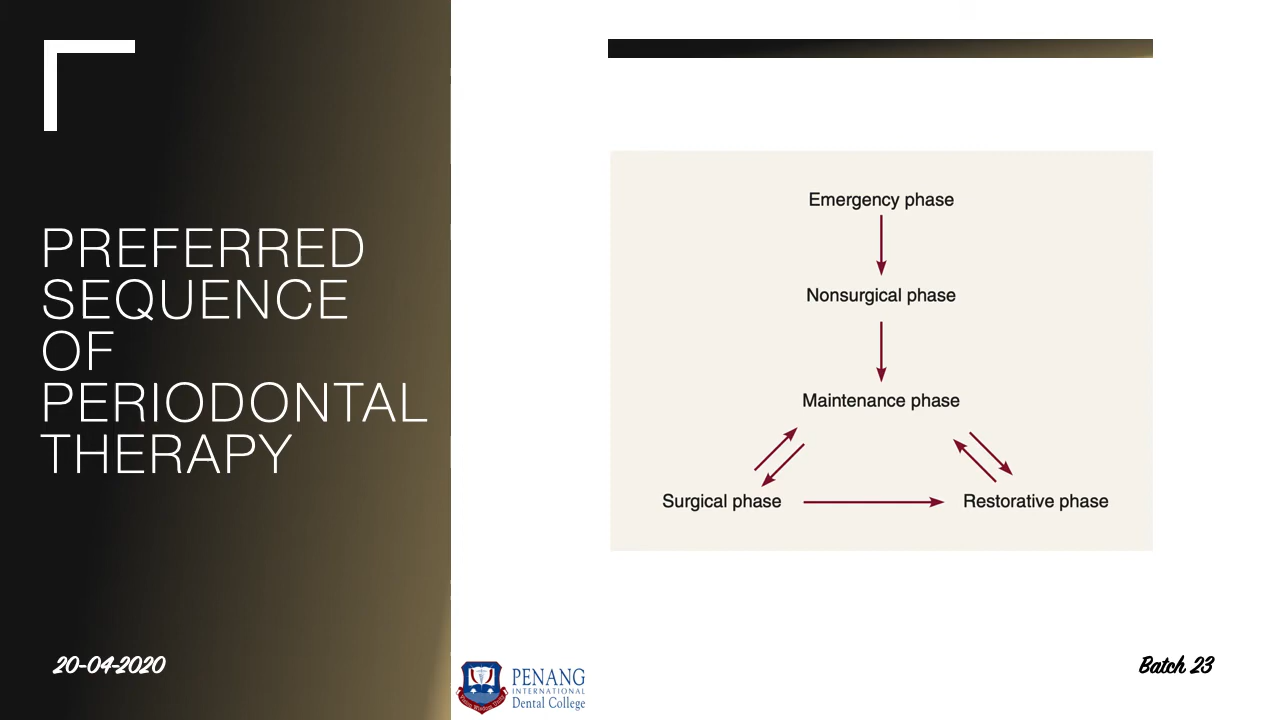 PREFERRED
SEQUENCE
OF
PERIODONTAL
THERAPY
Emergency phase
Nonsurgical phase
Maintenance phase
Surgical phase
Restorative phase
20-04-2020
PENANG
INTERNATIONAL
Dental College
Batch 23